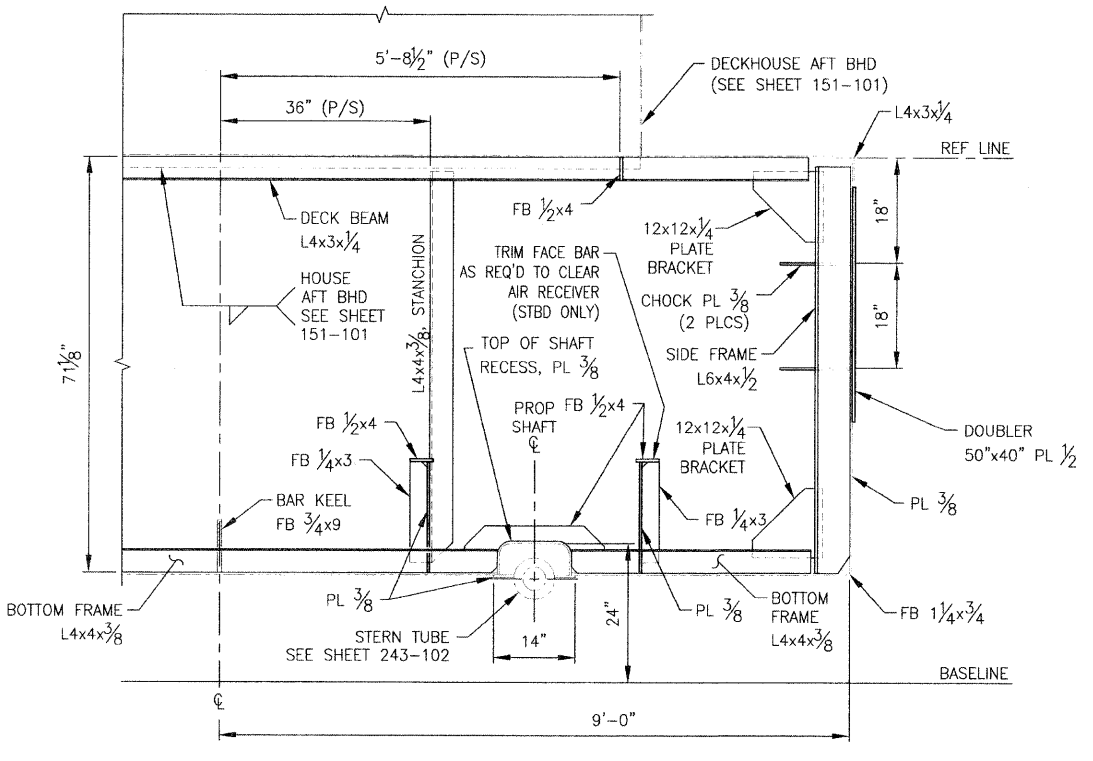 5'-8½" (P/S)
DECKHOUSE AFT BHD
(SEE SHEET 151-101)
36" (P/S)
L4x3x¼
REF LINE
DECK BEAM
L4x3x¼
FB ½x4
12x12x¼
PLATE
BRACKET
18"
HOUSE
AFT BHD
SEE SHEET
151-101
L4x4x⅜, STANCHION
TRIM FACE BAR
AS REQ'D TO CLEAR
AIR RECEIVER
(STBD ONLY)
CHOCK PL ⅜
(2 PLCS)
18"
71⅛"
TOP OF SHAFT
RECESS, PL ⅜
SIDE FRAME
L6x4x½
PROP
SHAFT
℄
FB ½x4
FB ½x4
12x12x¼
PLATE
BRACKET
DOUBLER
50"x40" PL ½
FB ¼x3
BAR KEEL
FB ¾x9
FB ¼x3
PL ⅜
BOTTOM FRAME
L4x4x⅜
PL ⅜
STERN TUBE
SEE SHEET 243-102
14"
24"
PL ⅜
BOTTOM
FRAME
L4x4x⅜
FB 1¼x¾
BASELINE
℄
9'-0"